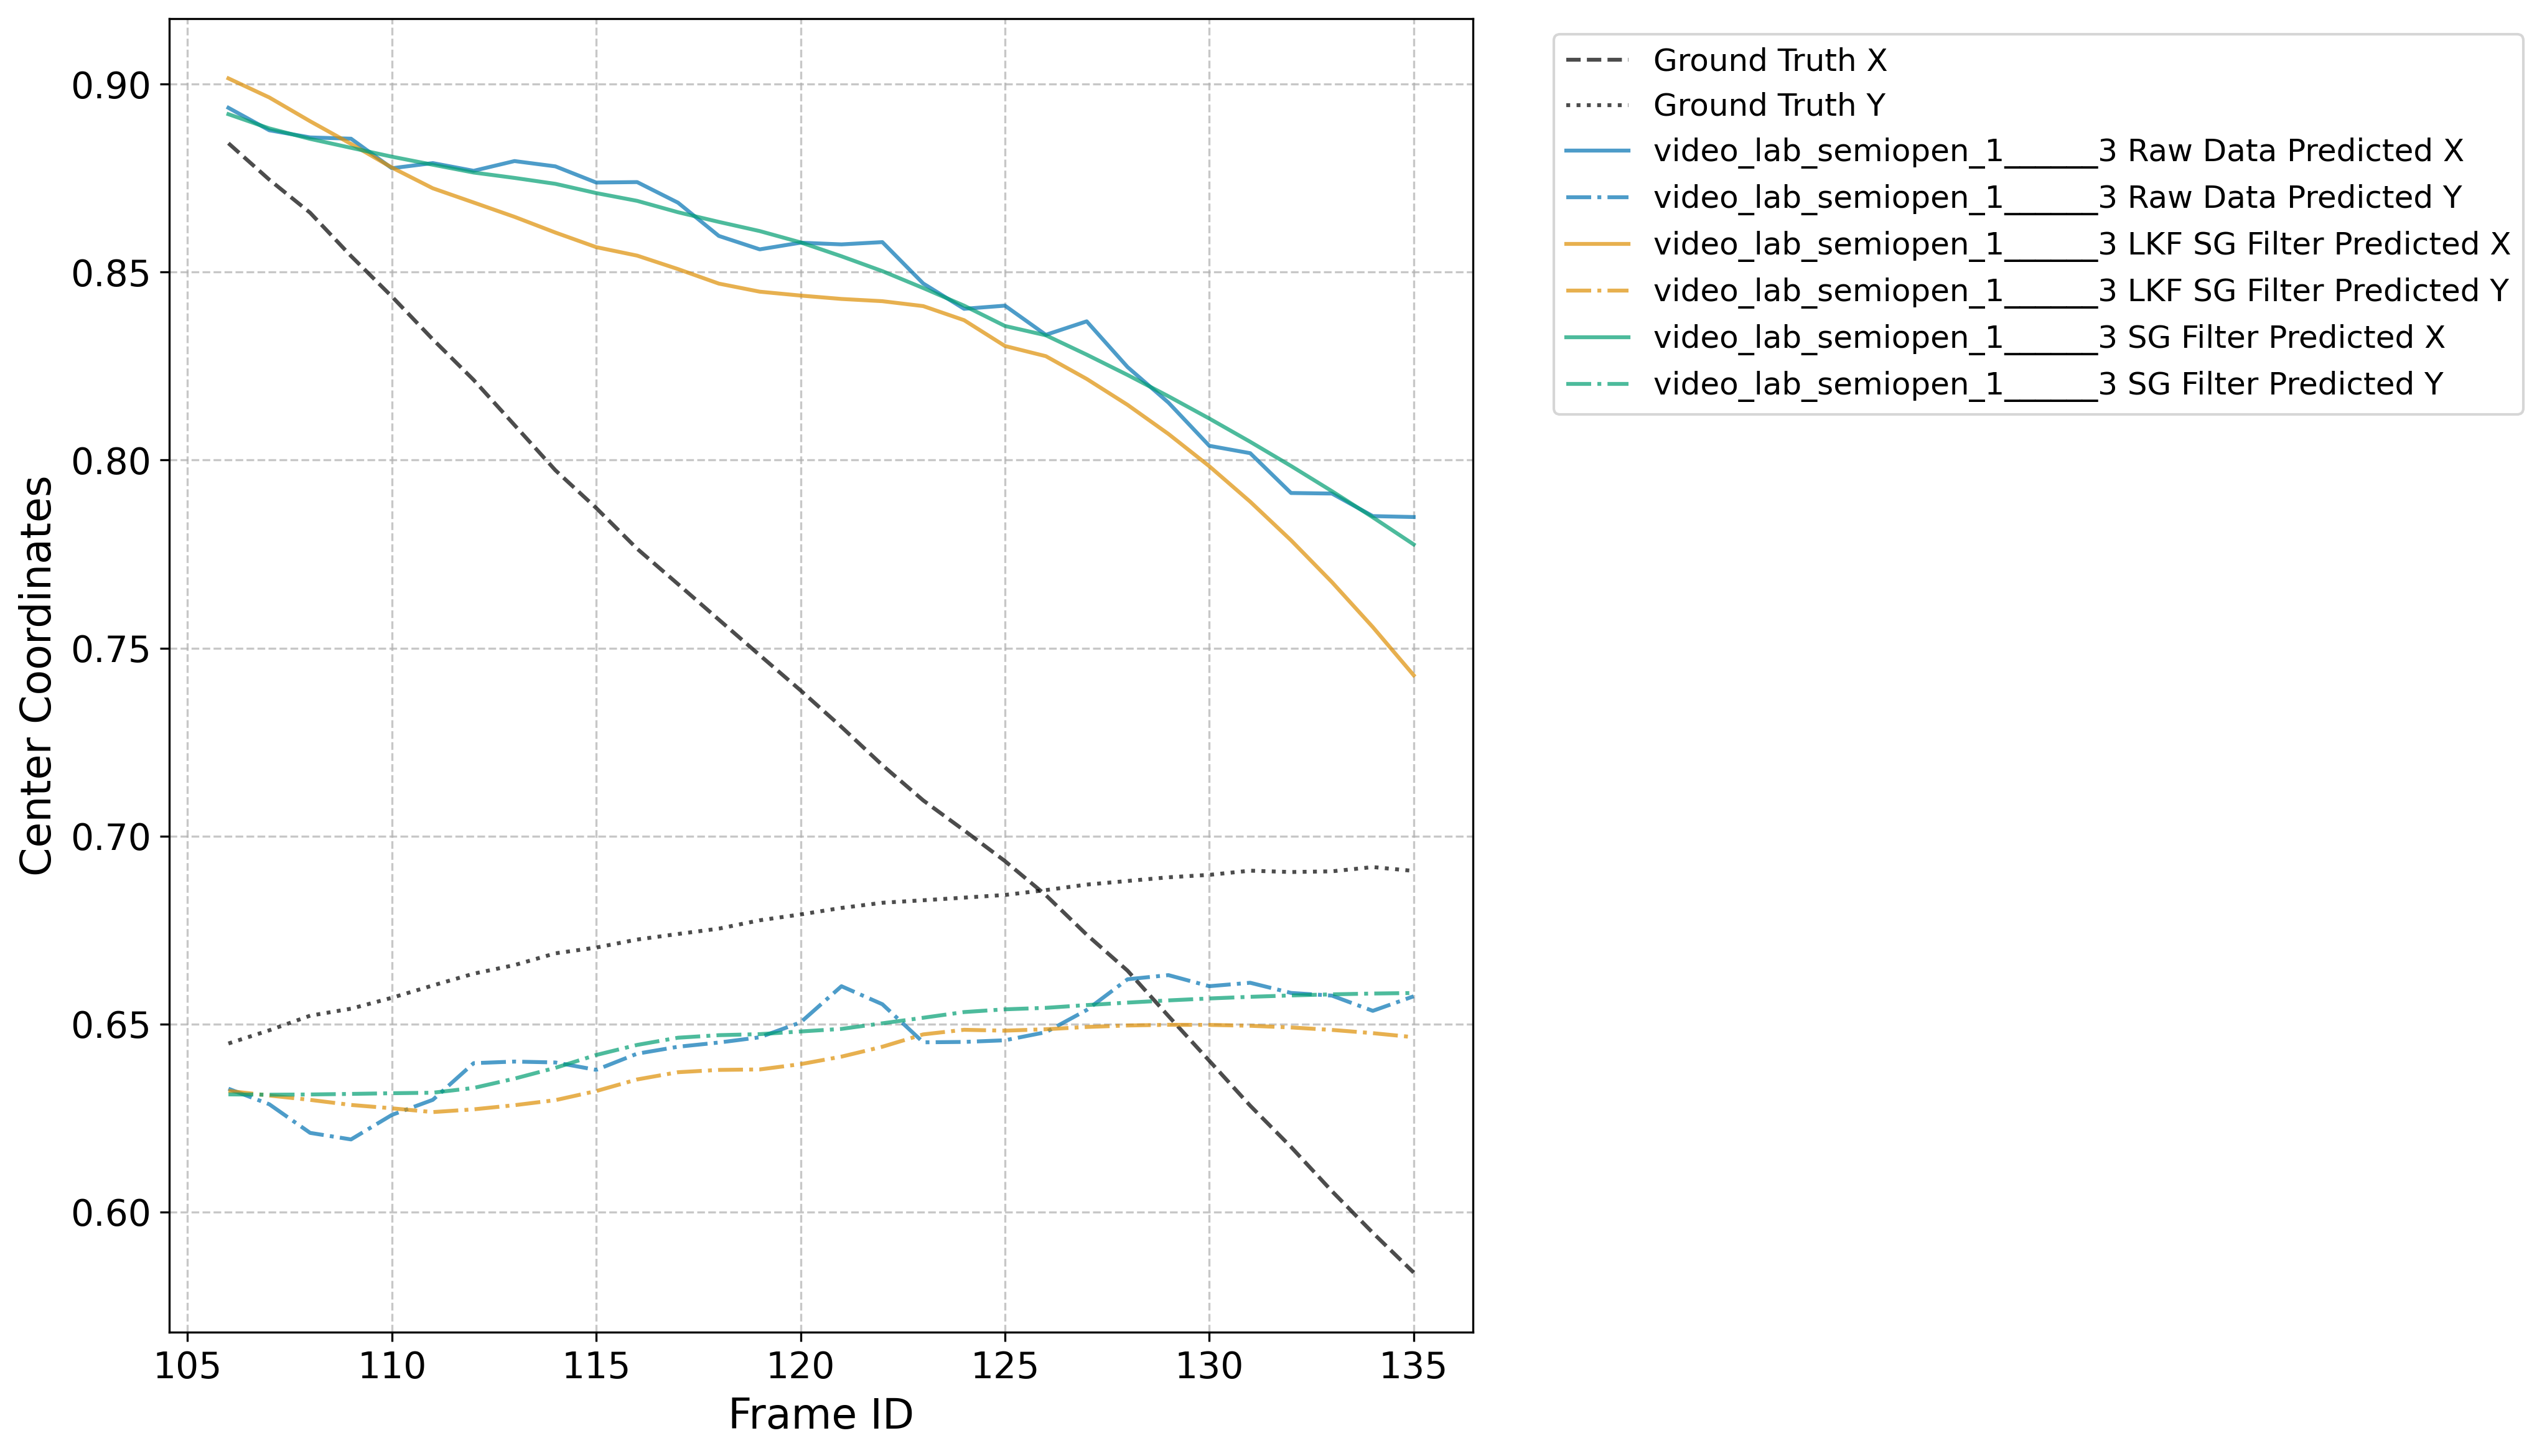 0.90
0.85
0.80
0.75
0.70
0.65
0.60
Center Coordinates
105 110 115 120 125 130 135
Frame ID
Ground Truth X
Ground Truth Y
video_lab_semiopen_1______3 Raw Data Predicted X
video_lab_semiopen_1______3 Raw Data Predicted Y
video_lab_semiopen_1______3 LKF SG Filter Predicted X
video_lab_semiopen_1______3 LKF SG Filter Predicted Y
video_lab_semiopen_1______3 SG Filter Predicted X
video_lab_semiopen_1______3 SG Filter Predicted Y